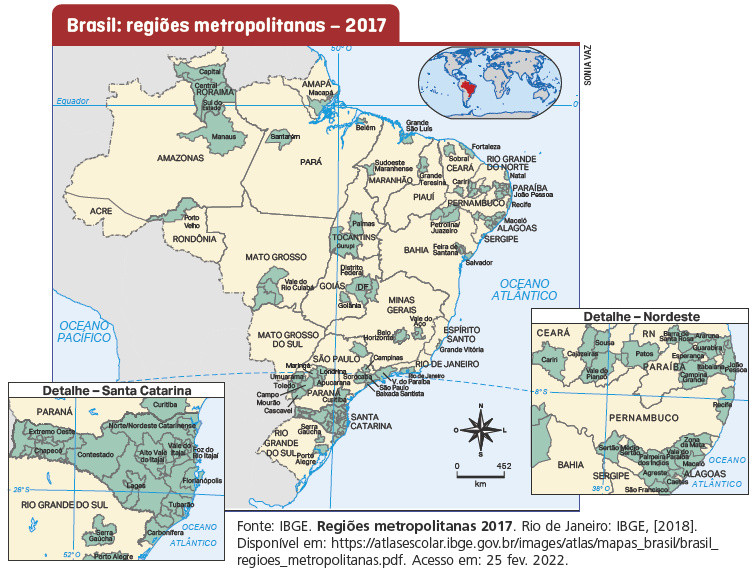 Brasil: regiões metropolitanas – 2017
SONIA VAZ
50° O
Equador
0°
Capital
Central
RORAIMA
Sul do
Estado
AMAPÁ
Macapá
Manaus
Santarém
Belém
Grande
São Luís
AMAZONAS
PARÁ
Sudoeste
Maranhense
MARANHÃO
Grande
Teresina
Sobral
CEARÁ
Fortaleza
RIO GRANDE
DO NORTE
Natal
Cariri
PARAÍBA
João Pessoa
PIAUÍ
PERNAMBUCO
Recife
ACRE
Porto
Velho
RONDÔNIA
Palmas
TOCANTINS
Gurupi
Petrolina/
Juazeiro
Maceió
ALAGOAS
SERGIPE
BAHIA
Feira de
Santana
Salvador
MATO GROSSO
Vale do
Rio Cuiabá
Distrito
Federal
GOIÁS
DF
Goiânia
MINAS
GERAIS
OCEANO
ATLÂNTICO
OCEANO
PACÍFICO
MATO GROSSO
DO SUL
Belo
Horizonte
Vale do
Aço
ESPÍRITO
SANTO
Grande Vitória
SÃO PAULO
Campinas
RIO DE JANEIRO
Rio de Janeiro
V. do Paraíba
São Paulo
Baixada Santista
Sorocaba
Maringá
Londrina
Umuarama
Apucarana
Toledo
PARANÁ
Campo
Mourão
Curitiba
Cascavel
SANTA
CATARINA
Serra
Gaúcha
RIO
GRANDE
DO SUL
Porto
Alegre
N
O
L
S
0
462
km
Detalhe – Santa Catarina
PARANÁ
Curitiba
Extremo Oeste
Norte/Nordeste Catarinense
Chapecó
Contestado
Alto Vale
do Itajaí
Vale do
Itajaí
Foz do
Rio Itajaí
Florianópolis
26° S
Lages
RIO GRANDE DO SUL
Tubarão
Carbonífera
Serra
Gaúcha
OCEANO
ATLÂNTICO
52° O
Porto Alegre
Detalhe – Nordeste
CEARÁ
RN
Sousa
Barra de
Santa Rosa
Araruna
Cariri
Cajazeiras
Patos
Guarabira
Esperança
Vale do
Piancó
PARAÍBA
Itabaiana
João
Pessoa
Campina
Grande
8° S
Recife
PERNAMBUCO
BAHIA
Sertão
Médio
Sertão
Zona
da Mata
Palmeira
dos Índios
Vale do
Paraíba
Maceió
Agreste
ALAGOAS
Caetés
São Francisco
SERGIPE
OCEANO
ATLÂNTICO
38° O
Fonte: IBGE. Regiões metropolitanas 2017. Rio de Janeiro: IBGE, [2018].
Disponível em: https://atlasescolar.ibge.gov.br/images/atlas/mapas_brasil/brasil_
regioes_metropolitanas.pdf. Acesso em: 25 fev. 2022.